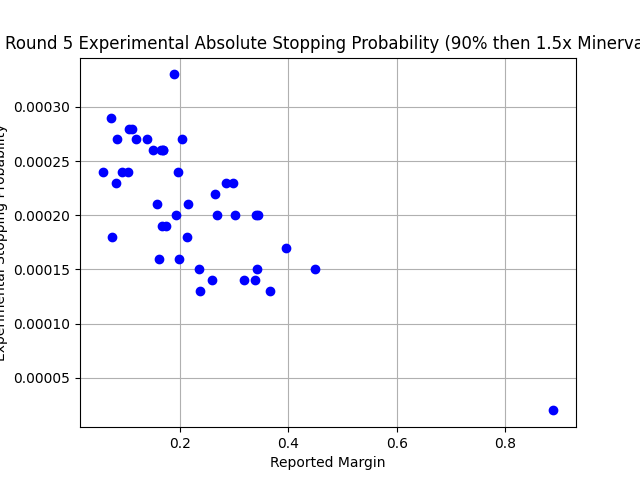 Round 5 Experimental Absolute Stopping Probability (90% then 1.5x Minerva
0.00030
0.00025
0.00020
0.00015
0.00010
0.00005
Experimental Stopping Probability
0.2 0.4 0.6 0.8
Reported Margin